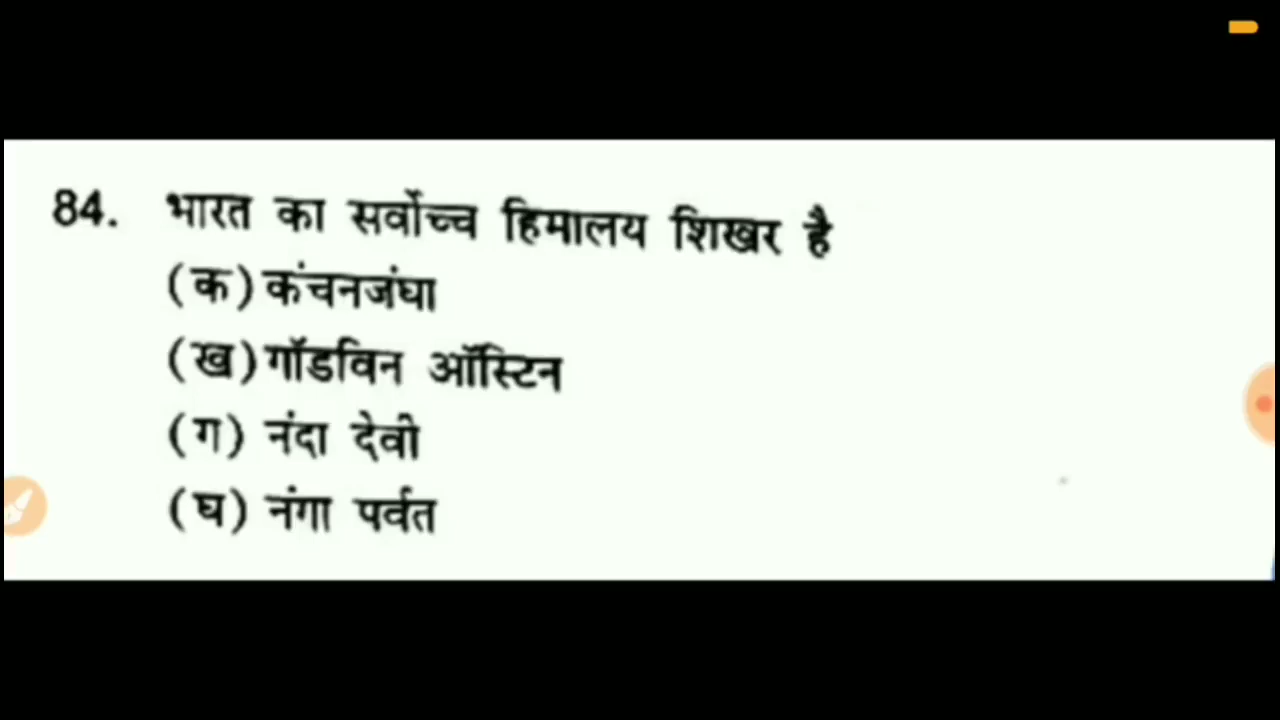 84. भारत का सर्वोच्च हिमालय शिखर है
(क) कंचनजंघा
(ख) गॉडविन ऑस्टिन
(ग) नंदा देवी
(घ) नंगा पर्वत